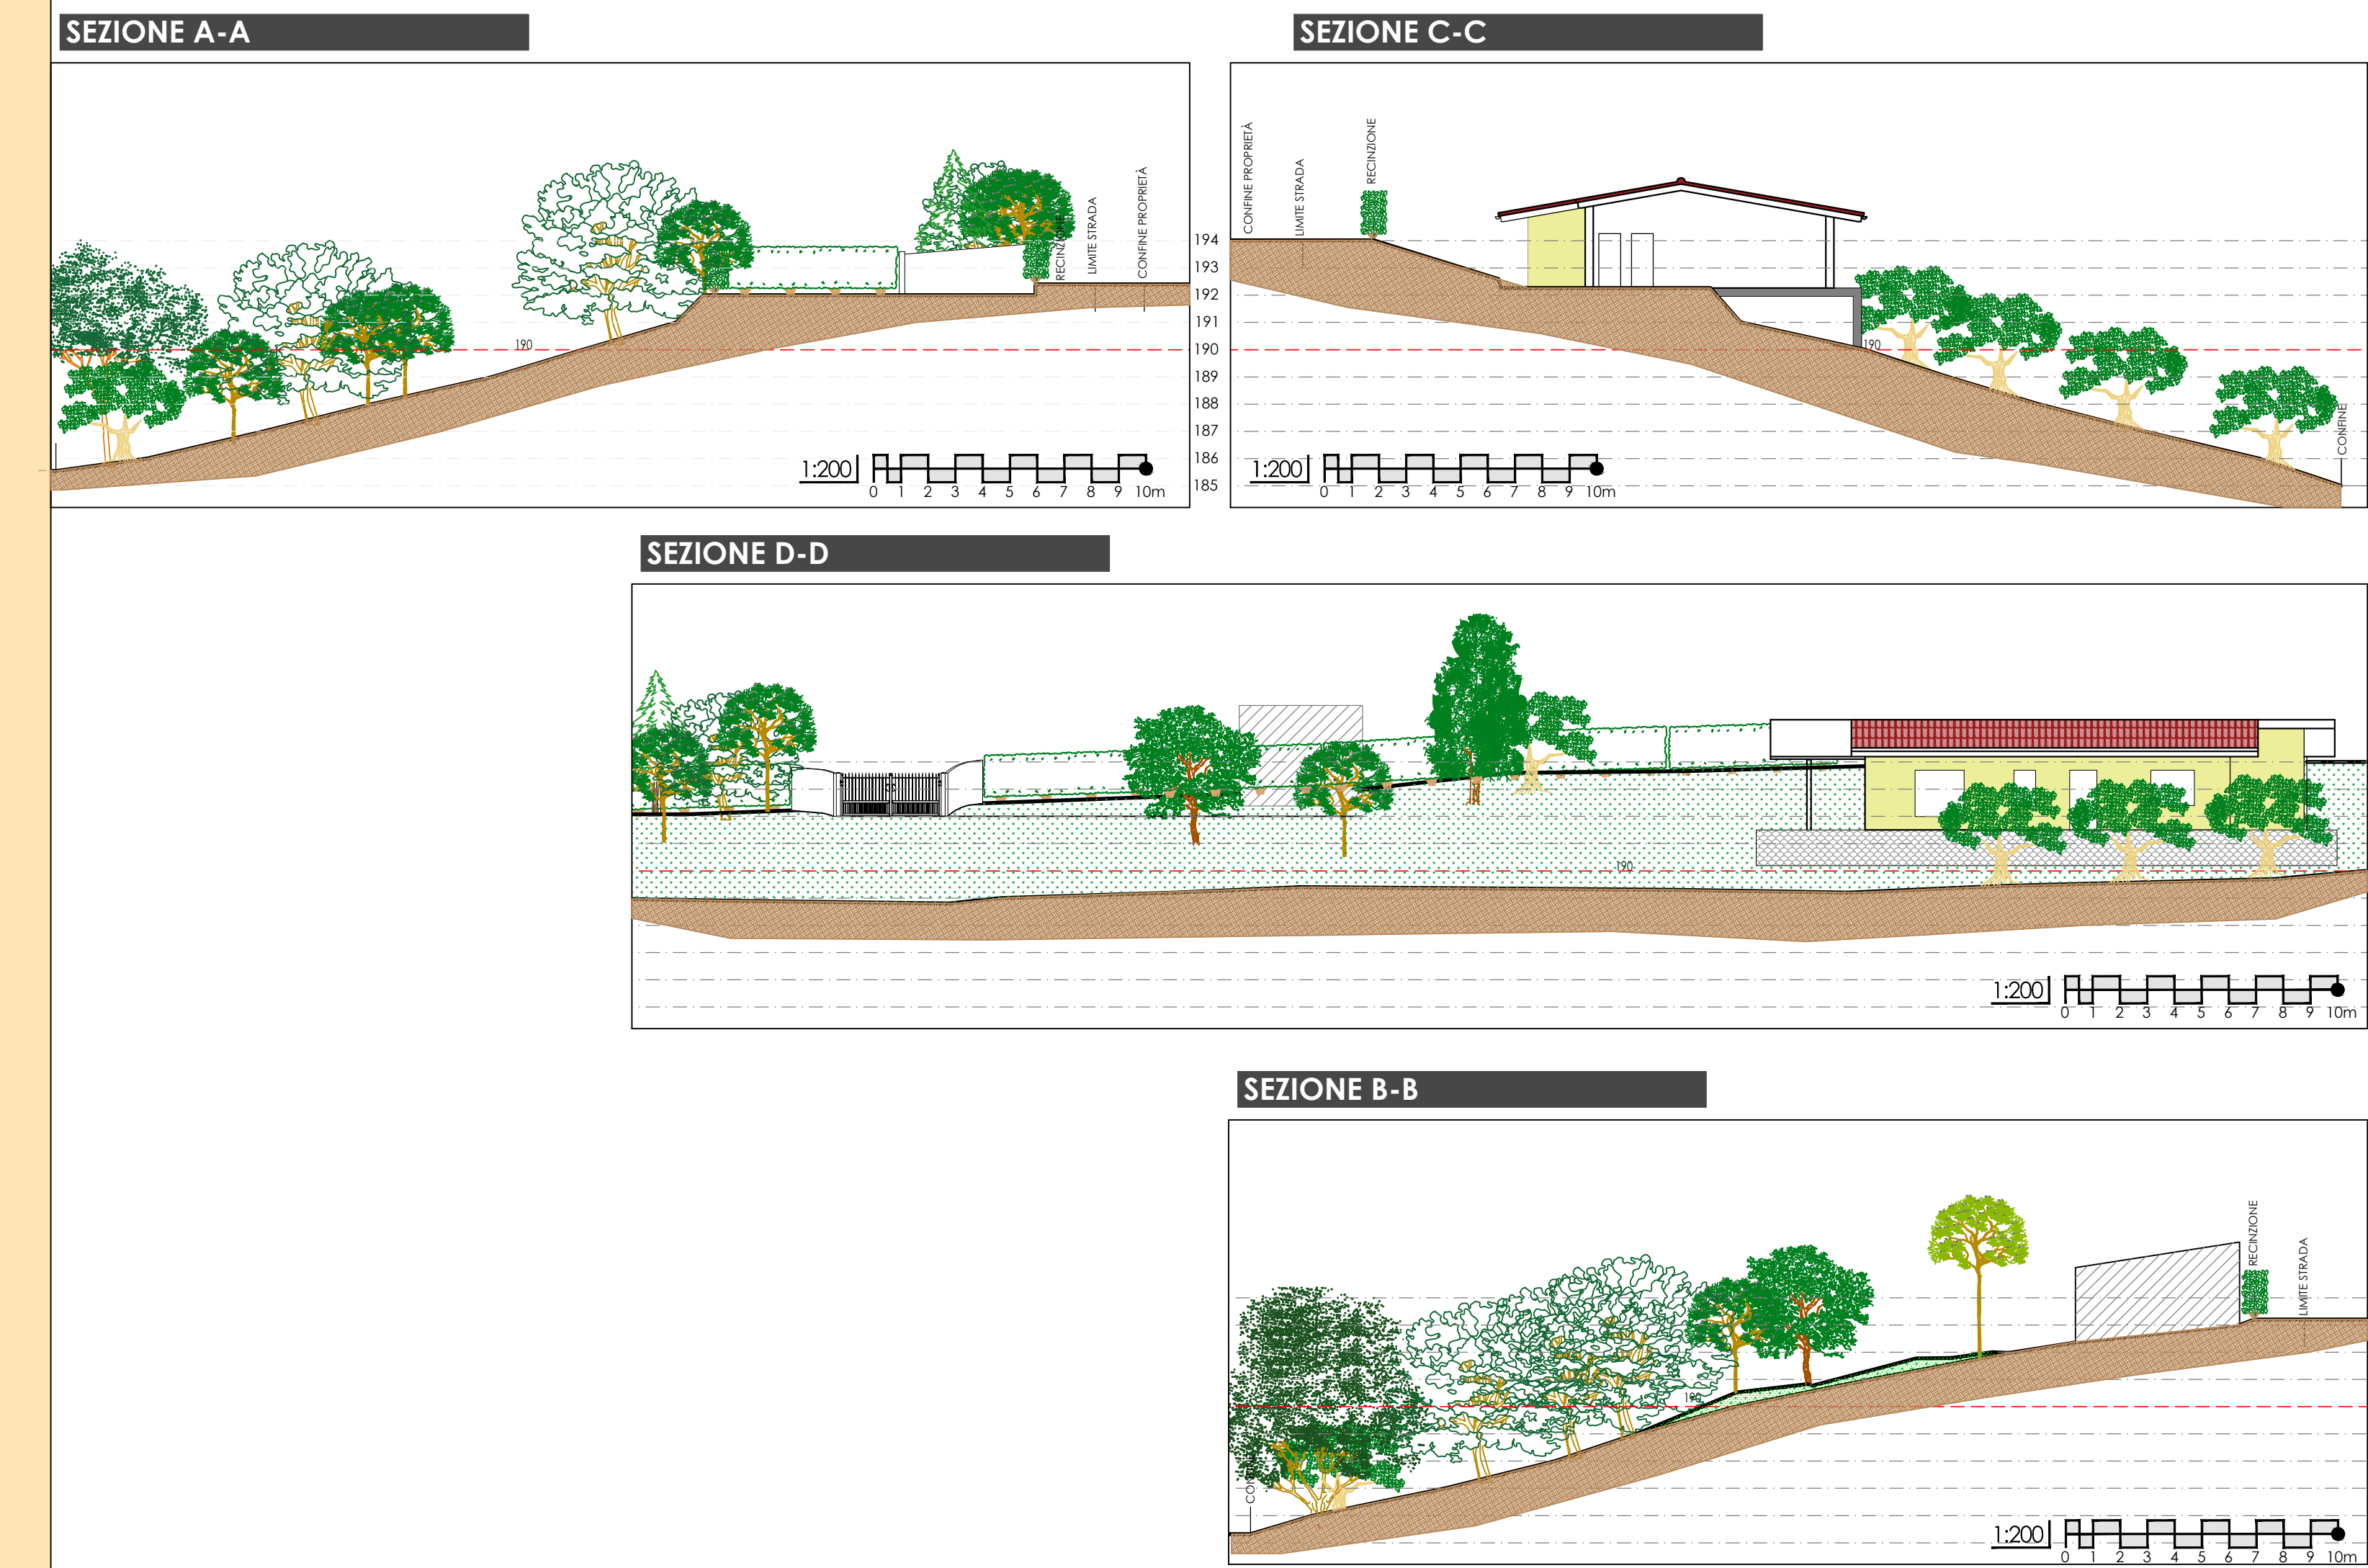 SEZIONE A-A
RECINZIONE
LIMITE STRADA
CONFINE PROPRIETÀ
190
1:200
0 1 2 3 4 5 6 7 8 9 10m
194
193
192
191
190
189
188
187
186
185
SEZIONE C-C
CONFINE PROPRIETÀ
LIMITE STRADA
RECINZIONE
190
CONFINE
1:200
0 1 2 3 4 5 6 7 8 9 10m
SEZIONE D-D
190
1:200
0 1 2 3 4 5 6 7 8 9 10m
SEZIONE B-B
RECINZIONE
LIMITE STRADA
190
1:200
0 1 2 3 4 5 6 7 8 9 10m